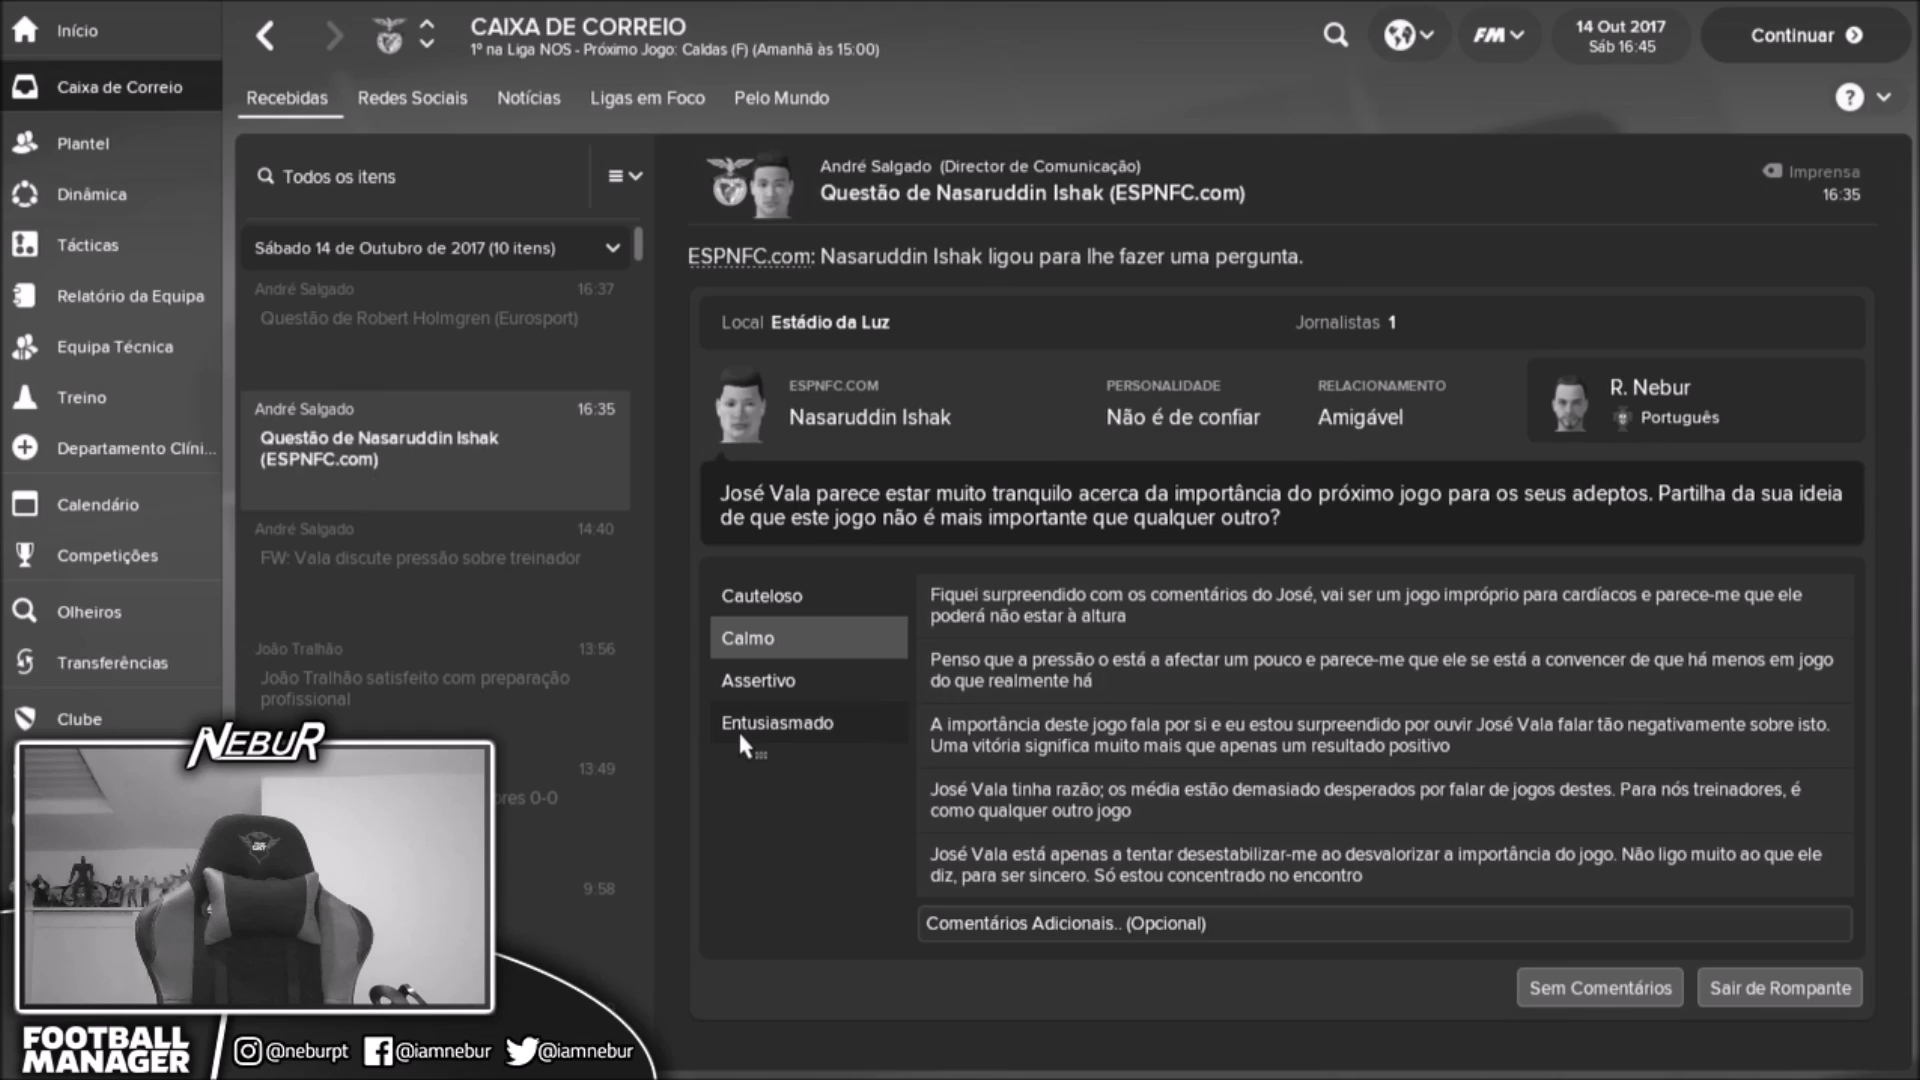 Início
Caixa de Correio
Plantel
Dinâmica
Tácticas
Relatório da Equipa
Equipa Técnica
Treino
Departamento Clíni...
Calendário
Competições
Olheiros
Transferências
Clube
CAIXA DE CORREIO
1º na Liga NOS - Próximo Jogo: Caldas (F) (Amanhã às 15:00)
FM
14 Out 2017
Sáb 16:45
Continuar
Recebidas
Redes Sociais
Notícias
Ligas em Foco
Pelo Mundo
?
Todos os itens
Sábado 14 de Outubro de 2017 (10 itens)
André Salgado 16:37
Questão de Robert Holmgren (Eurosport)
André Salgado 16:35
Questão de Nasaruddin Ishak
(ESPNFC.com)
André Salgado 14:40
FW: Vala discute pressão sobre treinador
João Tralhão 13:56
João Tralhão satisfeito com preparação
profissional
13:49
res 0-0
9:58
André Salgado (Director de Comunicação)
Questão de Nasaruddin Ishak (ESPNFC.com)
Imprensa
16:35
ESPNFC.com: Nasaruddin Ishak ligou para lhe fazer uma pergunta.
Local Estádio da Luz
Jornalistas 1
ESPNFC.COM
Nasaruddin Ishak
PERSONALIDADE
Não é de confiar
RELACIONAMENTO
Amigável
R. Nebur
Português
José Vala parece estar muito tranquilo acerca da importância do próximo jogo para os seus adeptos. Partilha da sua ideia
de que este jogo não é mais importante que qualquer outro?
Cauteloso
Calmo
Assertivo
Entusiasmado
Fiquei surpreendido com os comentários do José, vai ser um jogo impróprio para cardíacos e parece-me que ele
poderá não estar à altura
Penso que a pressão o está a afectar um pouco e parece-me que ele se está a convencer de que há menos em jogo
do que realmente há
A importância deste jogo fala por si e eu estou surpreendido por ouvir José Vala falar tão negativamente sobre isto.
Uma vitória significa muito mais que apenas um resultado positivo
José Vala tinha razão; os média estão demasiado desperados por falar de jogos destes. Para nós treinadores, é
como qualquer outro jogo
José Vala está apenas a tentar desestabilizar-me ao desvalorizar a importância do jogo. Não ligo muito ao que ele
diz, para ser sincero. Só estou concentrado no encontro
Comentários Adicionais.. (Opcional)
Sem Comentários
Sair de Rompante
NEBUR
FOOTBALL
MANAGER
@neburpt
@iamnebur
@iamnebur